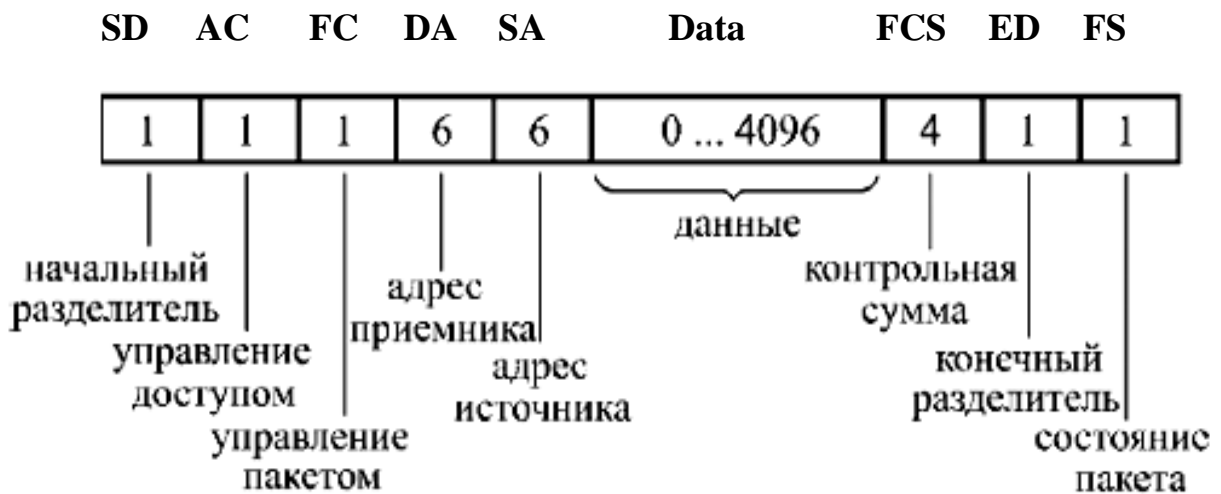 SD AC FC DA SA Data FCS ED FS
1 1 1 6 6 0 ... 4096 4 1 1
начальный
разделитель
управление
доступом
управление
пакетом
адрес
приемника
адрес
источника
данные
контрольная
сумма
конечный
разделитель
состояние
пакета